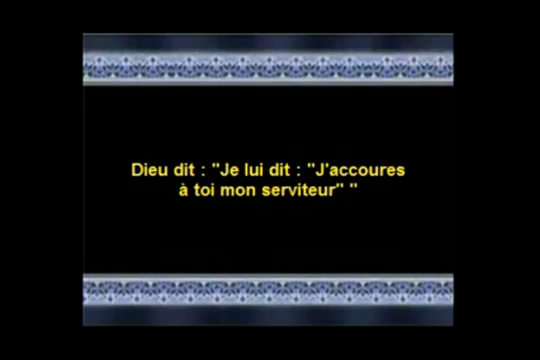 Dieu dit : "Je lui dit : "J'accoures
à toi mon serviteur" "